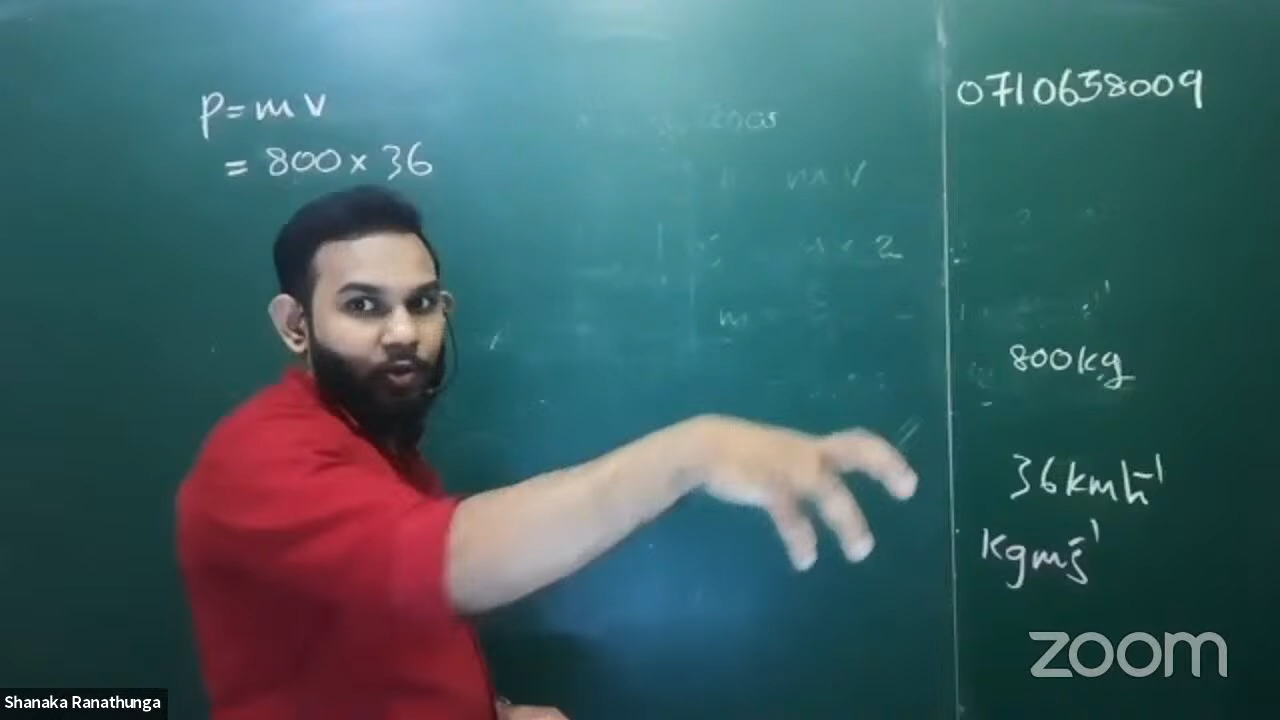 p = mv
= 800 × 36
0710638009
800kg
36kmh⁻¹
kgms⁻¹
zoom
Shanaka Ranathunga